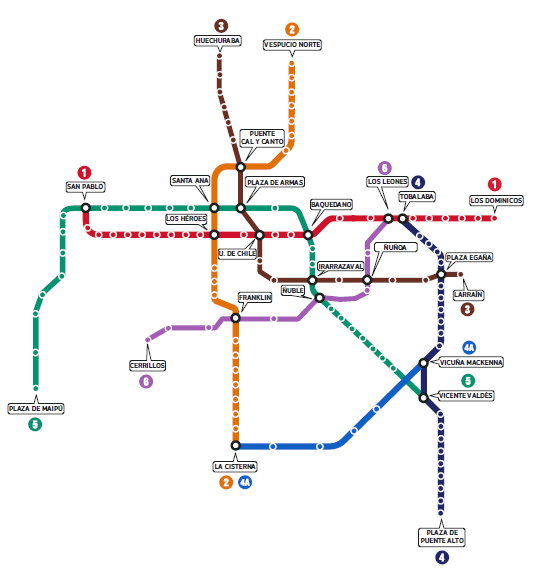 3
HUECHURABA
2
VESPUCIO NORTE
PUENTE
CAL Y CANTO
1
SAN PABLO
SANTA ANA
PLAZA DE ARMAS
6
LOS LEONES
4
TOBALABA
1
LOS DOMINICOS
LOS HÉROES
BAQUEDANO
U. DE CHILE
ÑUÑOA
PLAZA EGAÑA
IRARRAZAVAL
ÑUBLE
LARRAÍN
3
FRANKLIN
CERRILLOS
6
4A
VICUÑA MACKENNA
5
VICENTE VALDÉS
PLAZA DE MAIPÚ
5
LA CISTERNA
2
4A
PLAZA DE
PUENTE ALTO
4